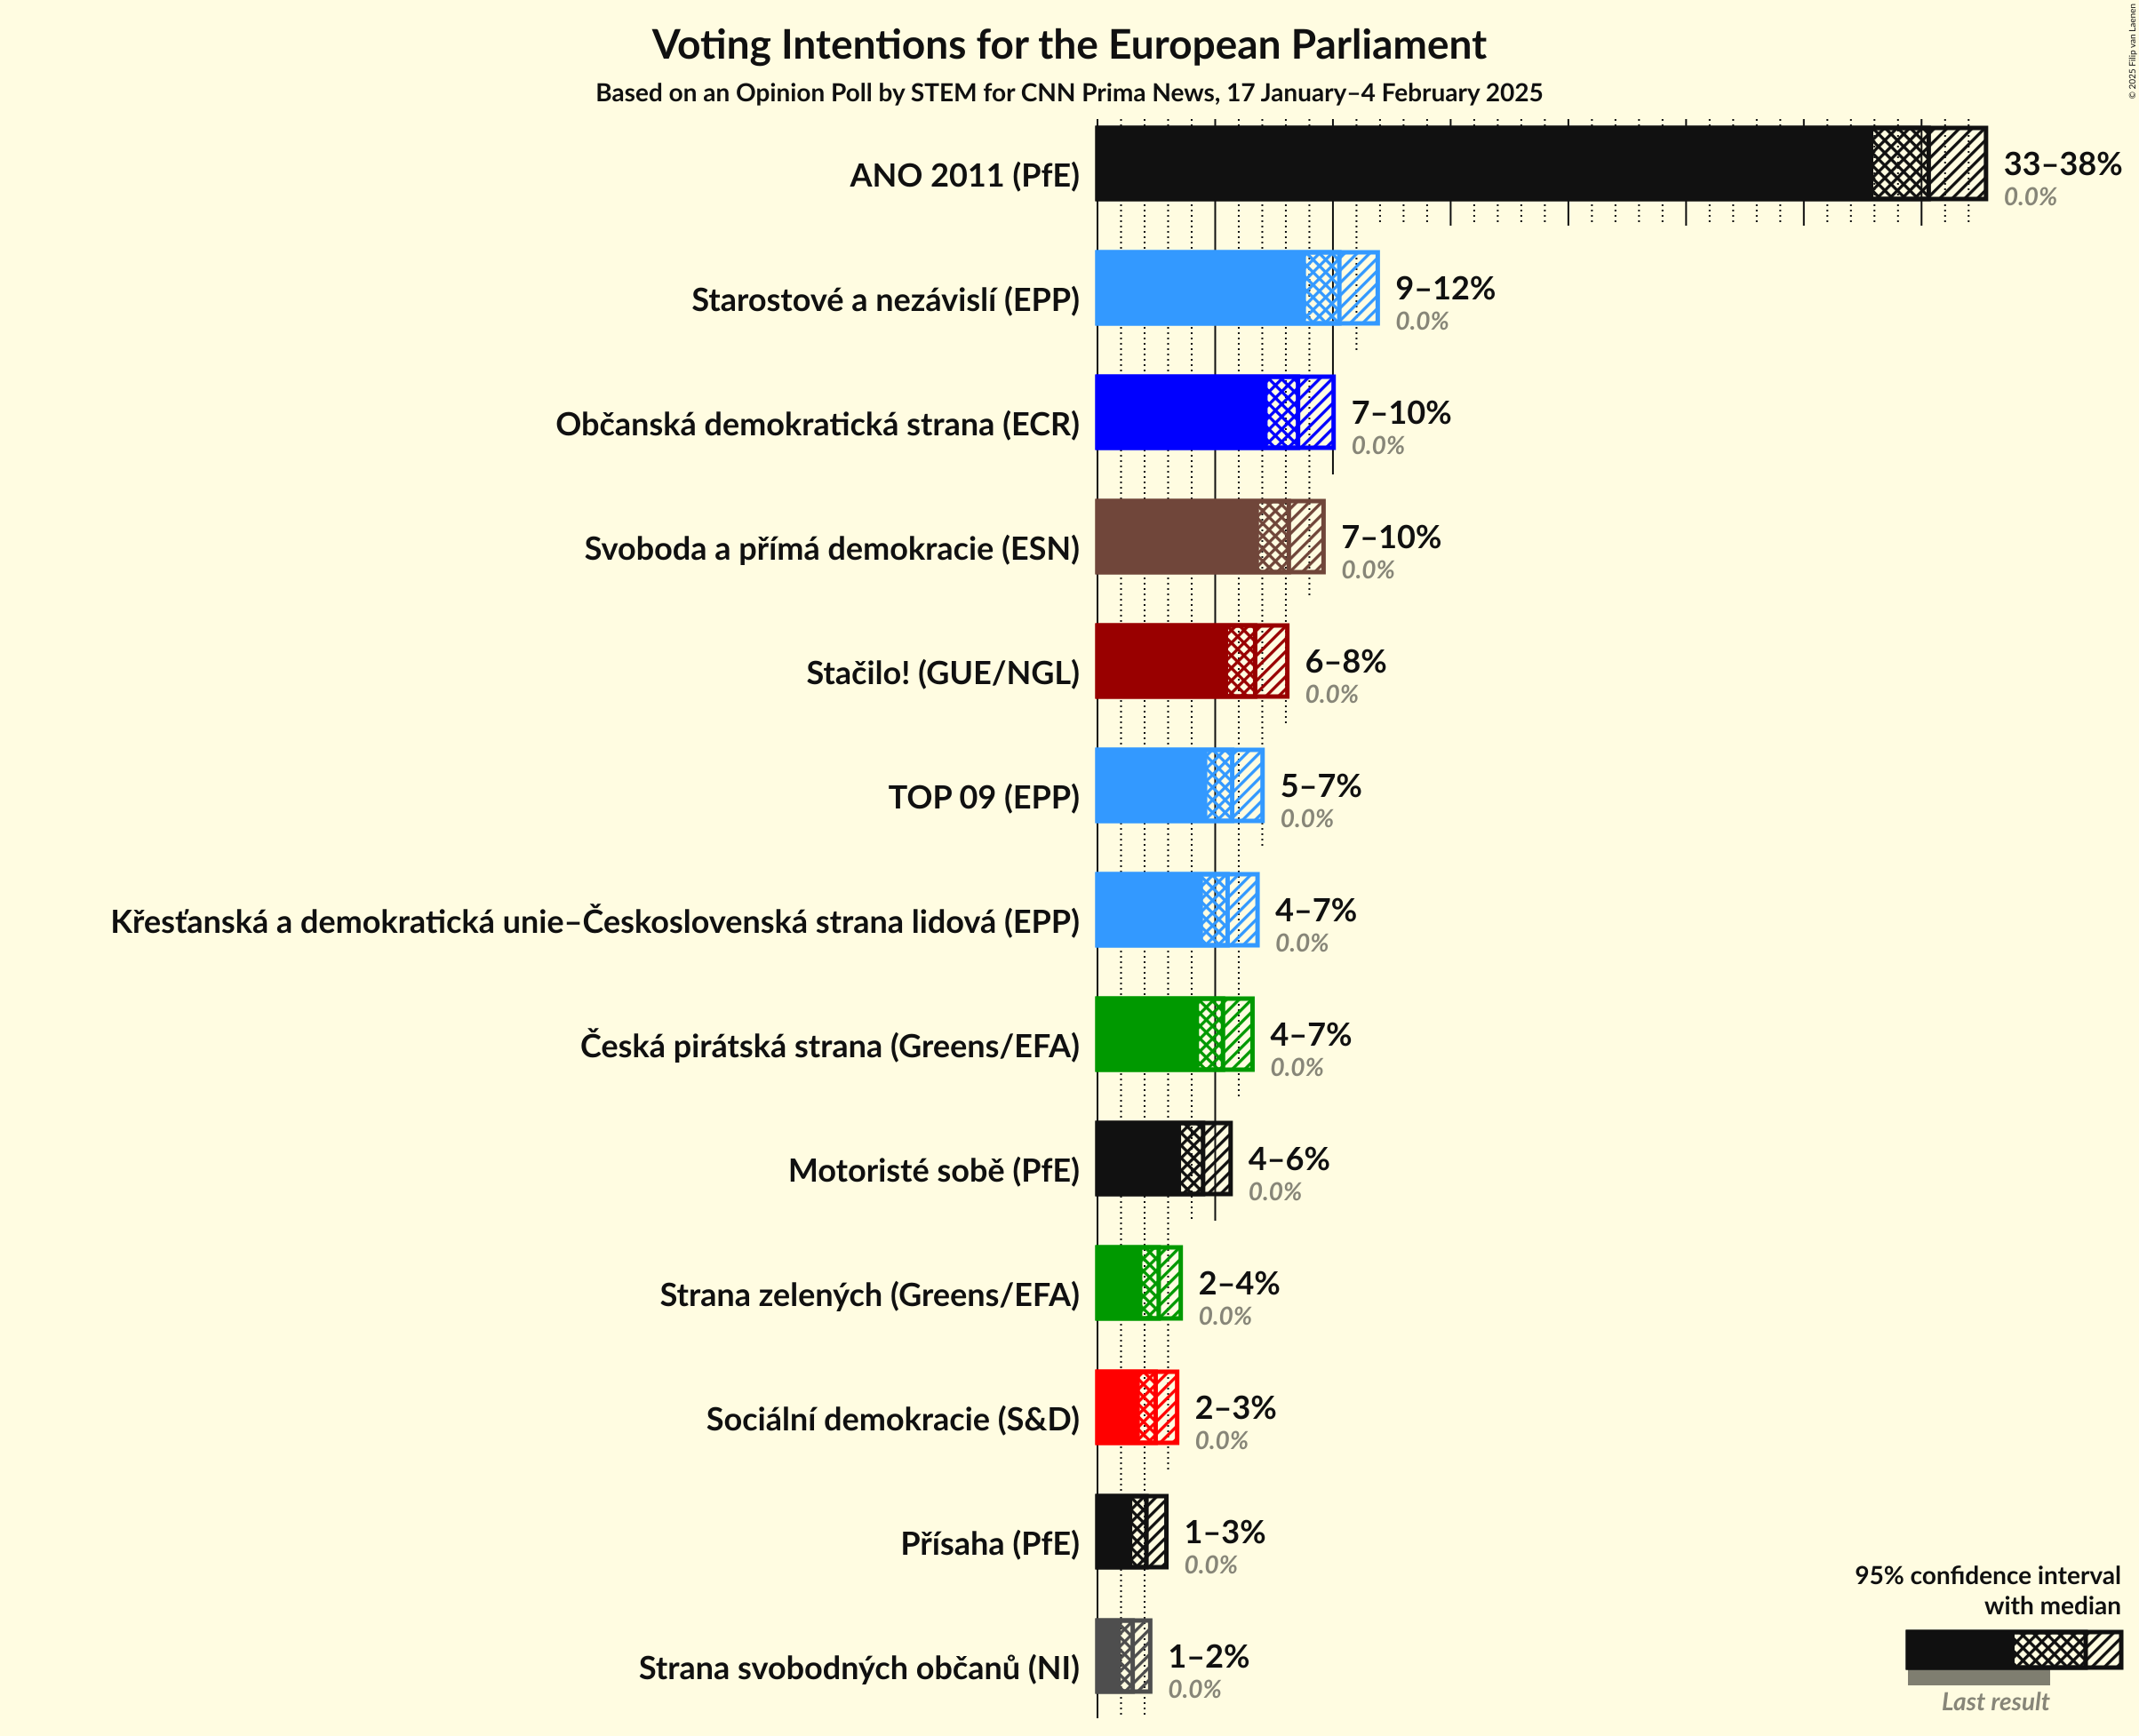 Voting Intentions for the European Parliament
Based on an Opinion Poll by STEM for CNN Prima News, 17 January–4 February 2025
© 2025 Filip van Laenen
ANO 2011 (PfE)
33–38%
0.0%
Starostové a nezávislí (EPP)
9–12%
0.0%
Občanská demokratická strana (ECR)
7–10%
0.0%
Svoboda a přímá demokracie (ESN)
7–10%
0.0%
Stačilo! (GUE/NGL)
6–8%
0.0%
TOP 09 (EPP)
5–7%
0.0%
Křesťanská a demokratická unie–Československá strana lidová (EPP)
4–7%
0.0%
Česká pirátská strana (Greens/EFA)
4–7%
0.0%
Motoristé sobě (PfE)
4–6%
0.0%
Strana zelených (Greens/EFA)
2–4%
0.0%
Sociální demokracie (S&D)
2–3%
0.0%
Přísaha (PfE)
1–3%
0.0%
Strana svobodných občanů (NI)
1–2%
0.0%
95% confidence interval
with median
Last result